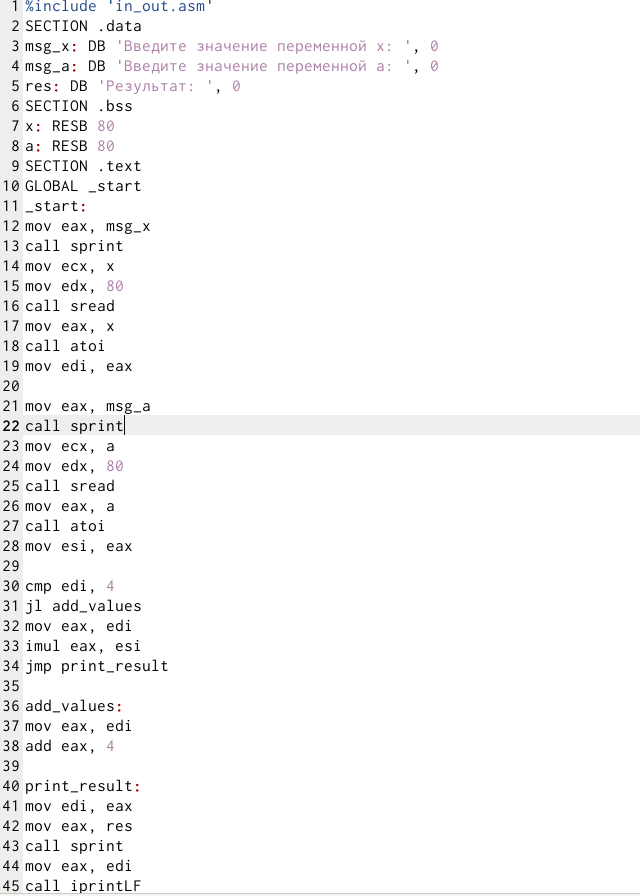 1 %include 'in_out.asm'
2 SECTION .data
3 msg_x: DB 'Введите значение переменной x: ', 0
4 msg_a: DB 'Введите значение переменной a: ', 0
5 res: DB 'Результат: ', 0
6 SECTION .bss
7 x: RESB 80
8 a: RESB 80
9 SECTION .text
10 GLOBAL _start
11 _start:
12 mov eax, msg_x
13 call sprint
14 mov ecx, x
15 mov edx, 80
16 call sread
17 mov eax, x
18 call atoi
19 mov edi, eax
20
21 mov eax, msg_a
22 call sprint
23 mov ecx, a
24 mov edx, 80
25 call sread
26 mov eax, a
27 call atoi
28 mov esi, eax
29
30 cmp edi, 4
31 jl add_values
32 mov eax, edi
33 imul eax, esi
34 jmp print_result
35
36 add_values:
37 mov eax, edi
38 add eax, 4
39
40 print_result:
41 mov edi, eax
42 mov eax, res
43 call sprint
44 mov eax, edi
45 call iprintLF